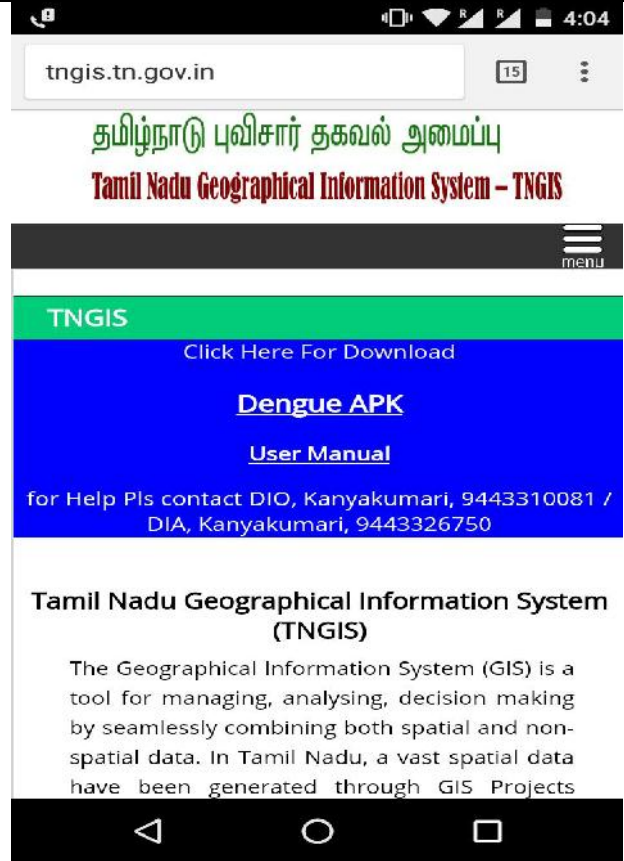 R R 4:04
tngis.tn.gov.in 15
தமிழ்நாடு புவிசார் தகவல் அமைப்பு
Tamil Nadu Geographical Information System – TNGIS
menu
TNGIS
Click Here For Download
Dengue APK
User Manual
for Help Pls contact DIO, Kanyakumari, 9443310081 /
DIA, Kanyakumari, 9443326750
Tamil Nadu Geographical Information System
(TNGIS)
The Geographical Information System (GIS) is a
tool for managing, analysing, decision making
by seamlessly combining both spatial and non-
spatial data. In Tamil Nadu, a vast spatial data
have been generated through GIS Projects